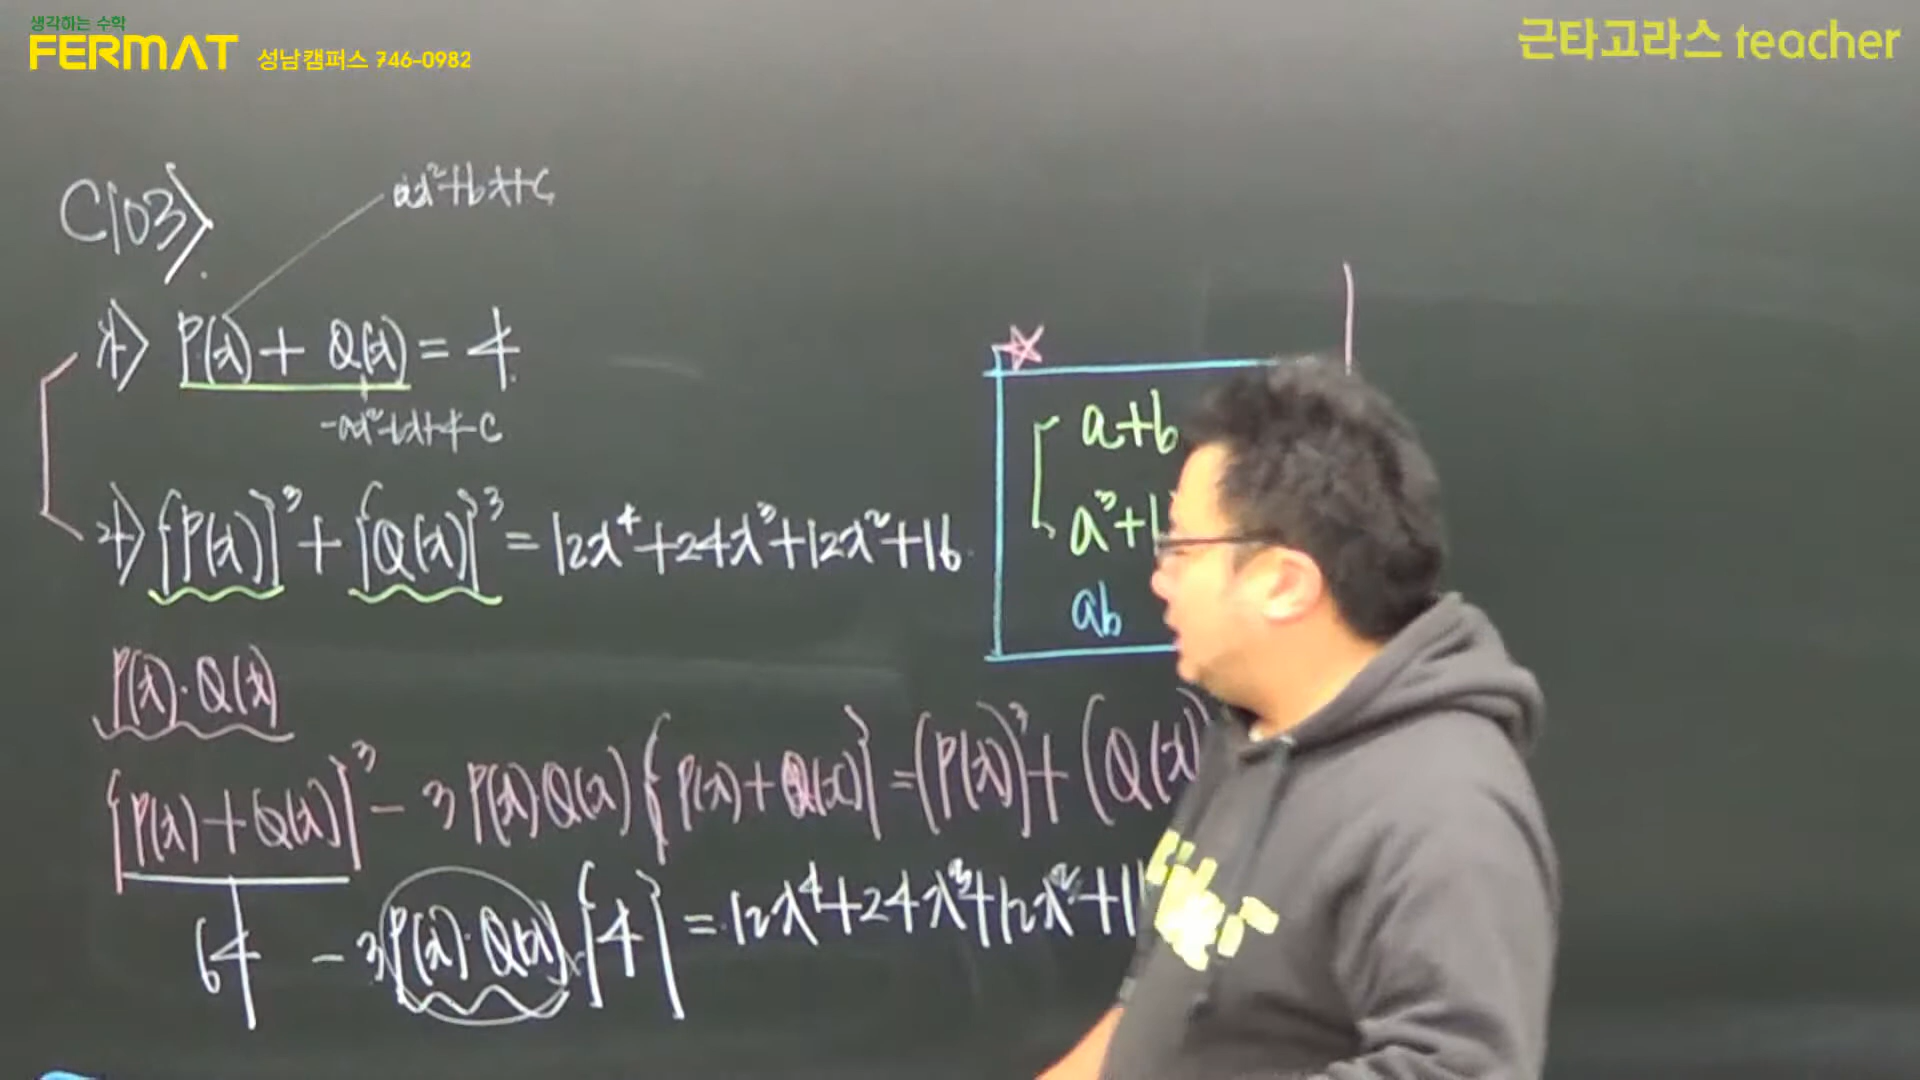 생각하는 수학
FERMAT 성남캠퍼스 746-0982
근타고라스 teacher
C103>.
ax²+bx+c
가> P(x) + Q(x) = 4.
-ax²-bx+4-c
나> {P(x)}³ + {Q(x)}³ = 12x⁴+24x³+12x²+16.
a+b
a³+
ab
P(x)·Q(x)
{P(x)+Q(x)}³ - 3P(x)·Q(x){P(x)+Q(x)} = (P(x))³+(Q(x)
64 - 3P(x)·Q(x)·{4} = 12x⁴+24x³+12x²+1